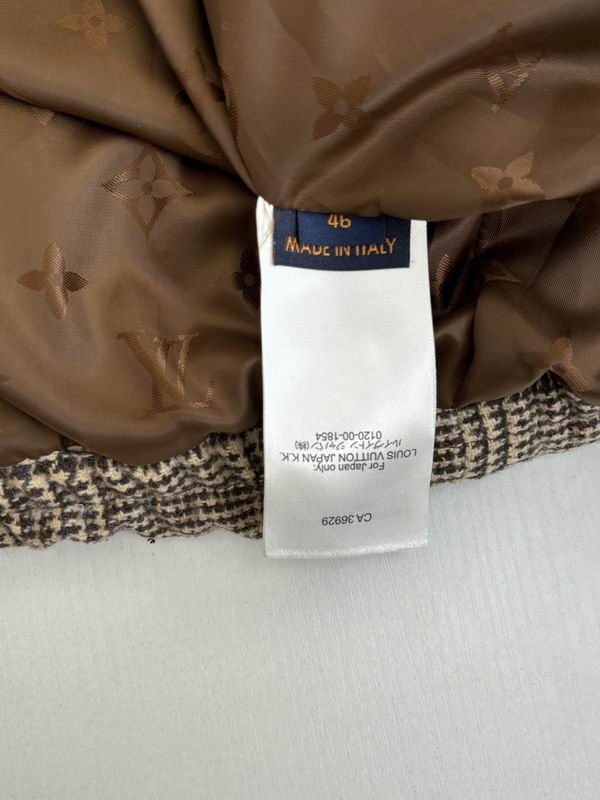 46
MADE IN ITALY
For Japan only:
LOUIS VUITTON JAPAN K.K.
ルイ・ヴィトン ジャパン(株)
0120-00-1854
CA 36929
LV